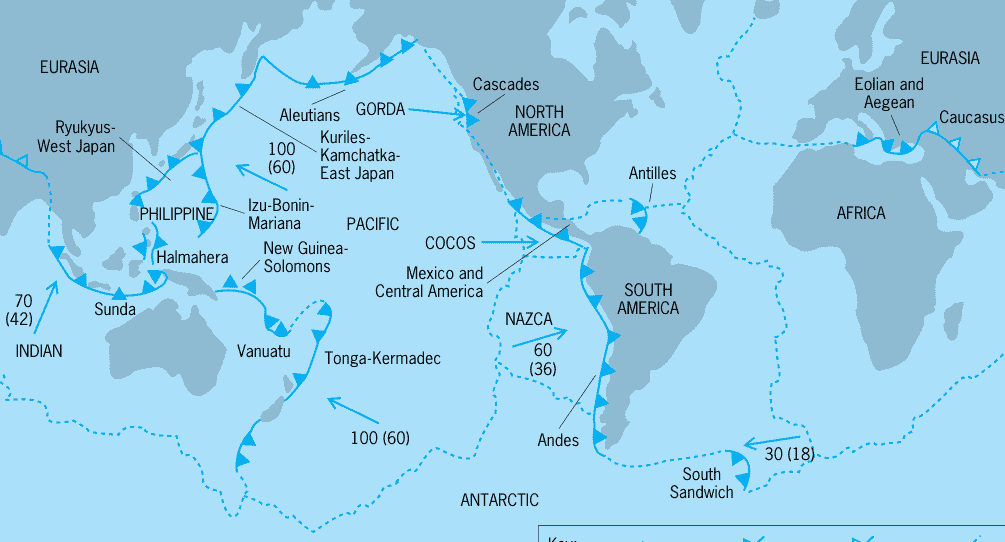 EURASIA
Aleutians
GORDA
Cascades
NORTH
AMERICA
EURASIA
Eolian and
Aegean
Caucasus
Ryukyus-
West Japan
Kuriles-
Kamchatka-
East Japan
100
(60)
Antilles
PHILIPPINE
Izu-Bonin-
Mariana
PACIFIC
AFRICA
Halmahera
New Guinea-
Solomons
COCOS
Mexico and
Central America
SOUTH
AMERICA
70
(42)
Sunda
INDIAN
Vanuatu
Tonga-Kermadec
NAZCA
60
(36)
100 (60)
Andes
30 (18)
South
Sandwich
ANTARCTIC